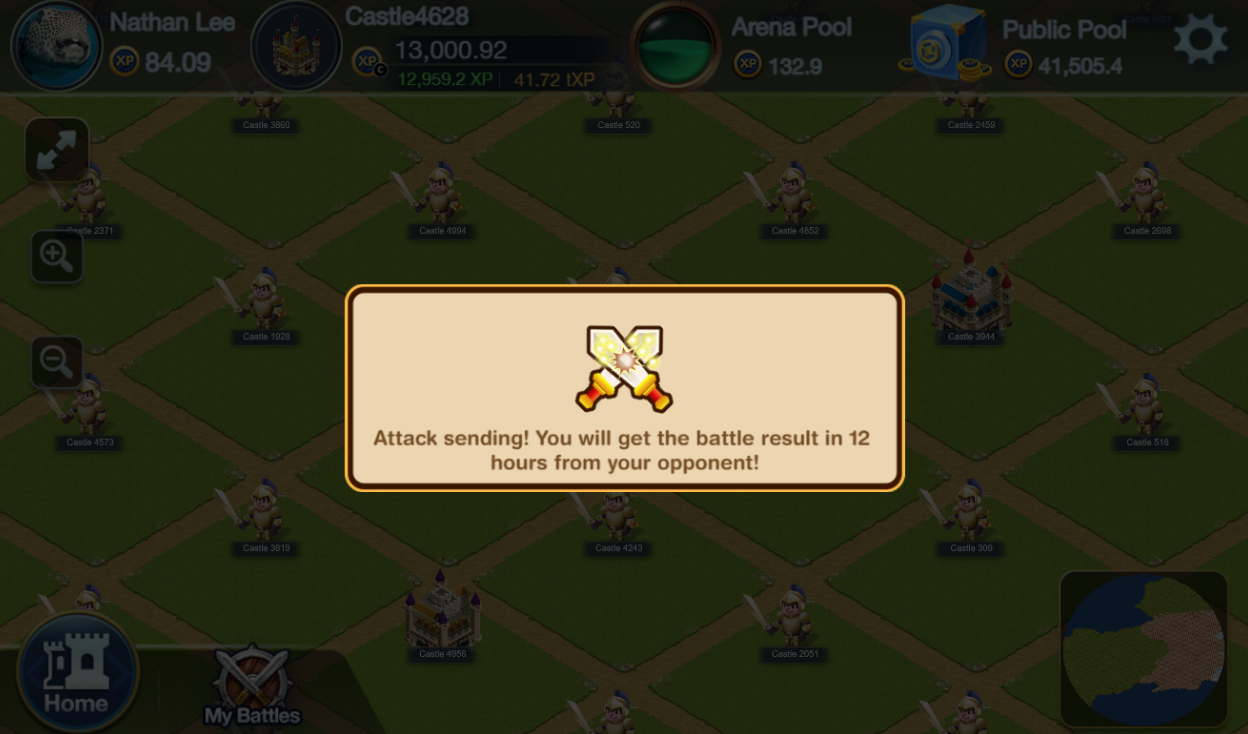 Nathan Lee
XP 84.09
Castle4628
XP C 13,000.92
12,959.2 XP | 41.72 tXP
Arena Pool
XP 132.9
Public Pool
XP 41,505.4
Castle 3860
Castle 520
Castle 2459
Castle 2371
Castle 4994
Castle 4852
Castle 2698
Castle 1028
Castle 3944
Attack sending! You will get the battle result in 12
hours from your opponent!
Castle 4573
Castle 518
Castle 3819
Castle 4243
Castle 309
Castle 4956
Castle 2051
Home
My Battles